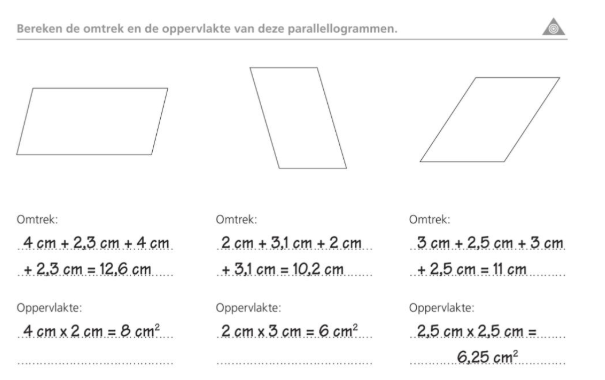 Bereken de omtrek en de oppervlakte van deze parallellogrammen.
Omtrek:
4 cm + 2,3 cm + 4 cm
+ 2,3 cm = 12,6 cm
Oppervlakte:
4 cm x 2 cm = 8 cm²
Omtrek:
2 cm + 3,1 cm + 2 cm
+ 3,1 cm = 10,2 cm
Oppervlakte:
2 cm x 3 cm = 6 cm²
Omtrek:
3 cm + 2,5 cm + 3 cm
+ 2,5 cm = 11 cm
Oppervlakte:
2,5 cm x 2,5 cm =
6,25 cm²